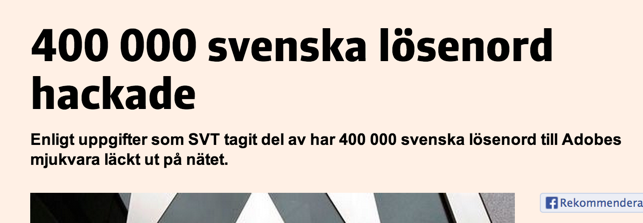 400 000 svenska lösenord
hackade
Enligt uppgifter som SVT tagit del av har 400 000 svenska lösenord till Adobes
mjukvara läckt ut på nätet.
Rekommendera